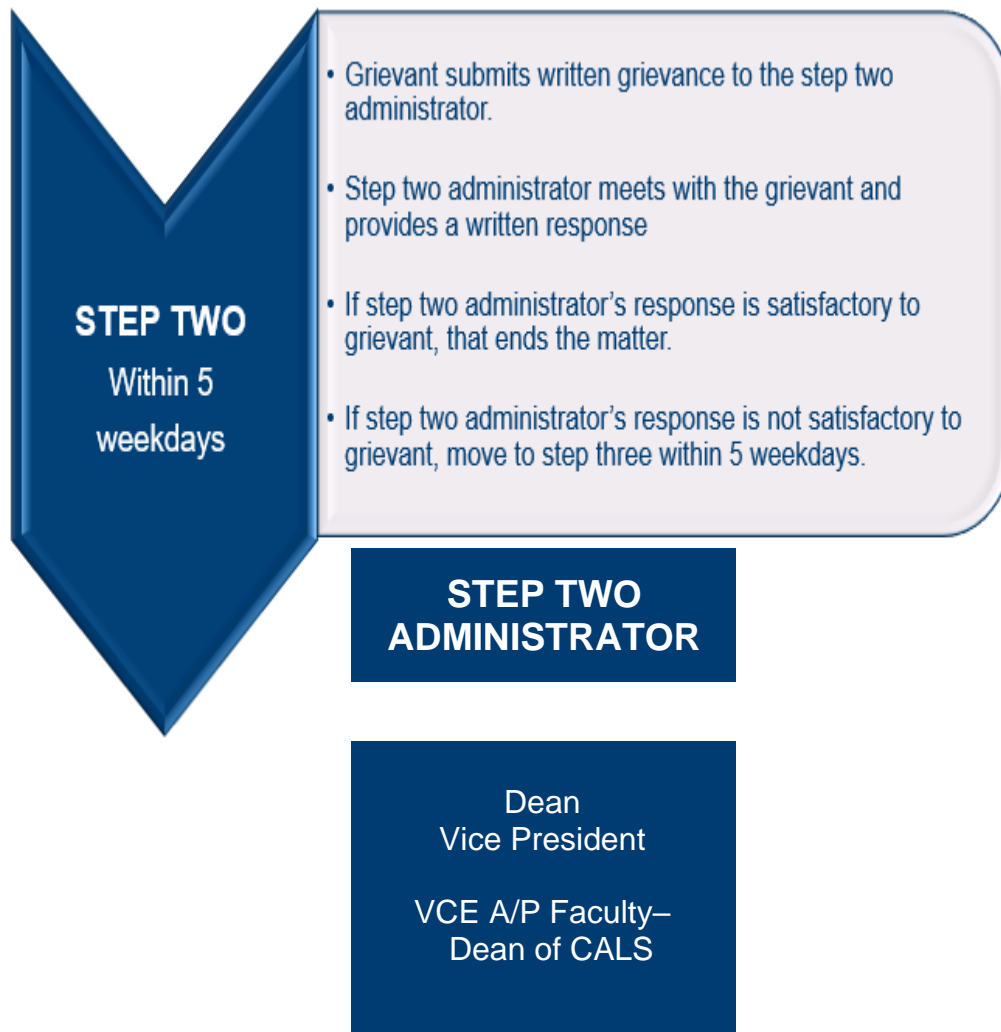 STEP TWO
Within 5
weekdays
• Grievant submits written grievance to the step two
administrator.
• Step two administrator meets with the grievant and
provides a written response
• If step two administrator’s response is satisfactory to
grievant, that ends the matter.
• If step two administrator’s response is not satisfactory to
grievant, move to step three within 5 weekdays.
STEP TWO
ADMINISTRATOR
Dean
Vice President
VCE A/P Faculty–
Dean of CALS